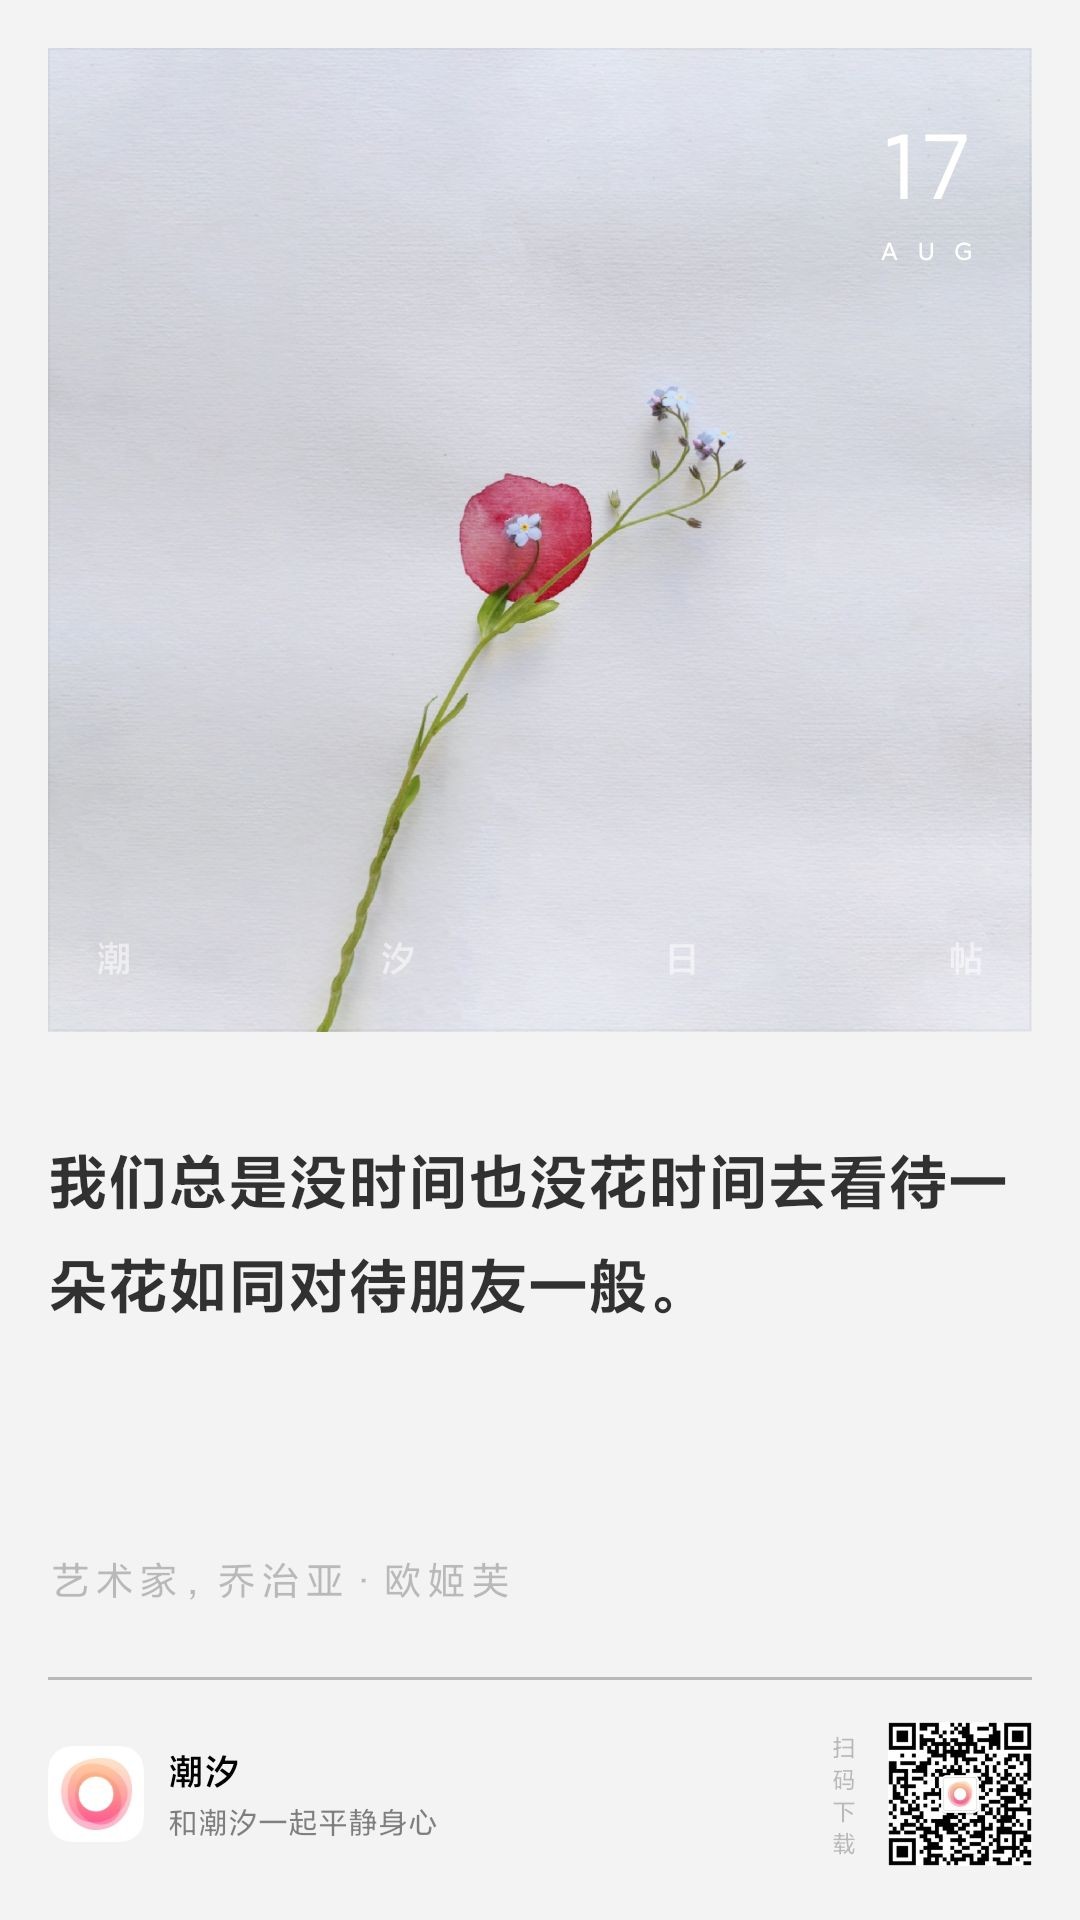 17
AUG
潮汐日帖
我们总是没时间也没花时间去看待一
朵花如同对待朋友一般。
艺术家，乔治亚·欧姬芙
潮汐
和潮汐一起平静身心
扫码下载